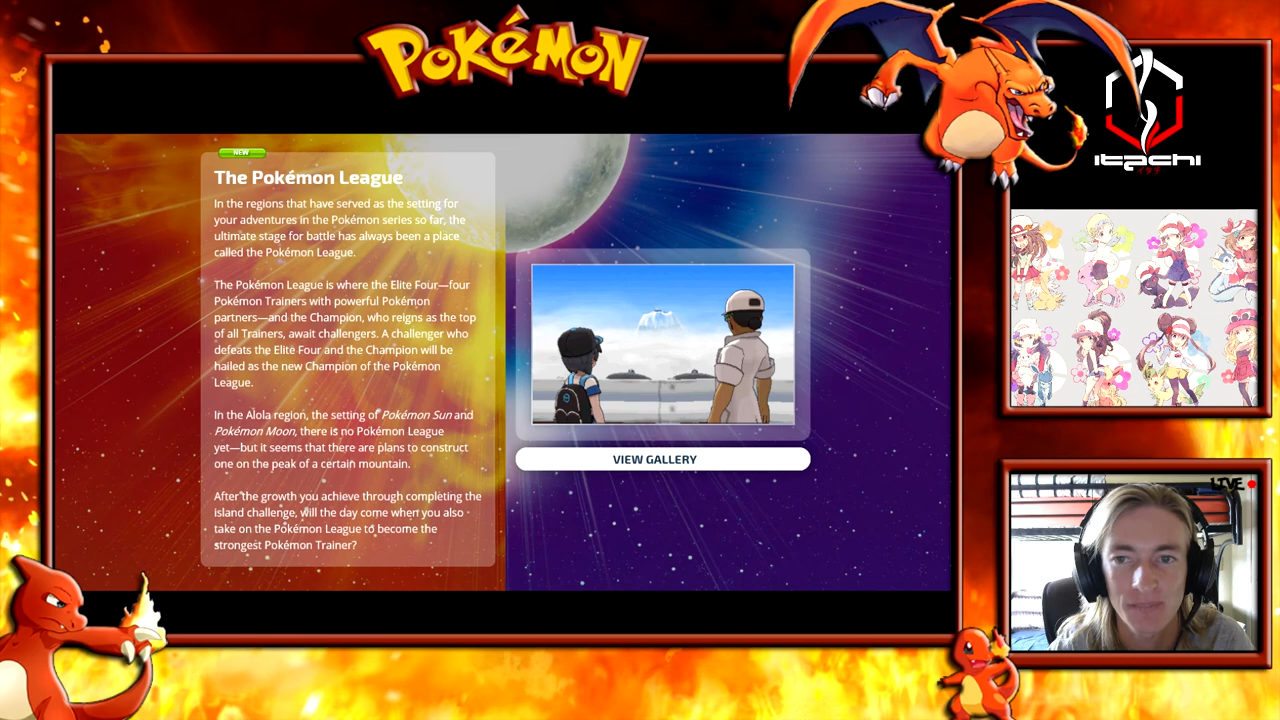 POKéMON
ITACHI
イタチ
NEW
The Pokémon League
In the regions that have served as the setting for
your adventures in the Pokémon series so far, the
ultimate stage for battle has always been a place
called the Pokémon League.
The Pokémon League is where the Elite Four—four
Pokémon Trainers with powerful Pokémon
partners—and the Champion, who reigns as the top
of all Trainers, await challengers. A challenger who
defeats the Elite Four and the Champion will be
hailed as the new Champion of the Pokémon
League.
In the Alola region, the setting of Pokémon Sun and
Pokémon Moon, there is no Pokémon League
yet—but it seems that there are plans to construct
one on the peak of a certain mountain.
After the growth you achieve through completing the
island challenge, will the day come when you also
take on the Pokémon League to become the
strongest Pokémon Trainer?
VIEW GALLERY
LIVE